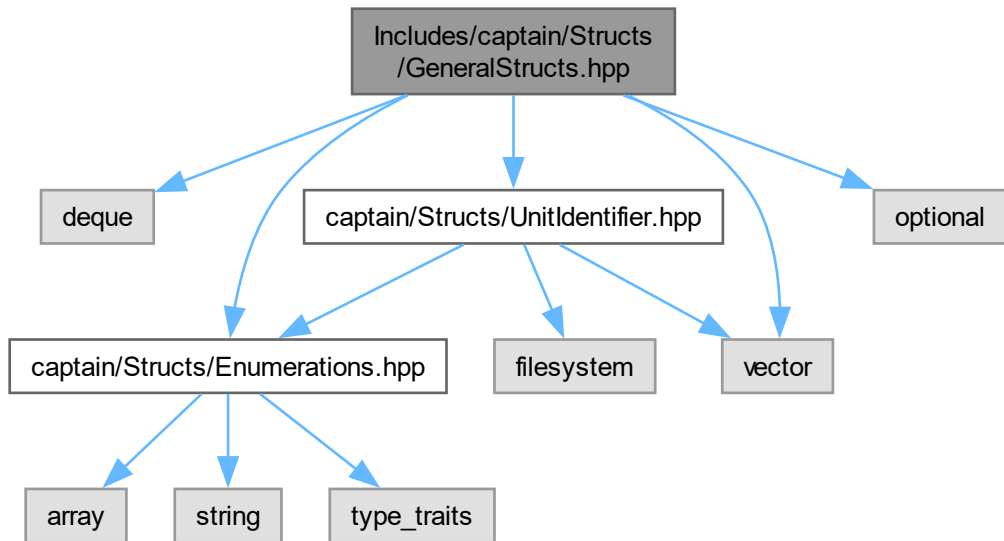 Includes/captain/Structs
/GeneralStructs.hpp
deque
captain/Structs/UnitIdentifier.hpp
optional
captain/Structs/Enumerations.hpp
filesystem
vector
array
string
type_traits